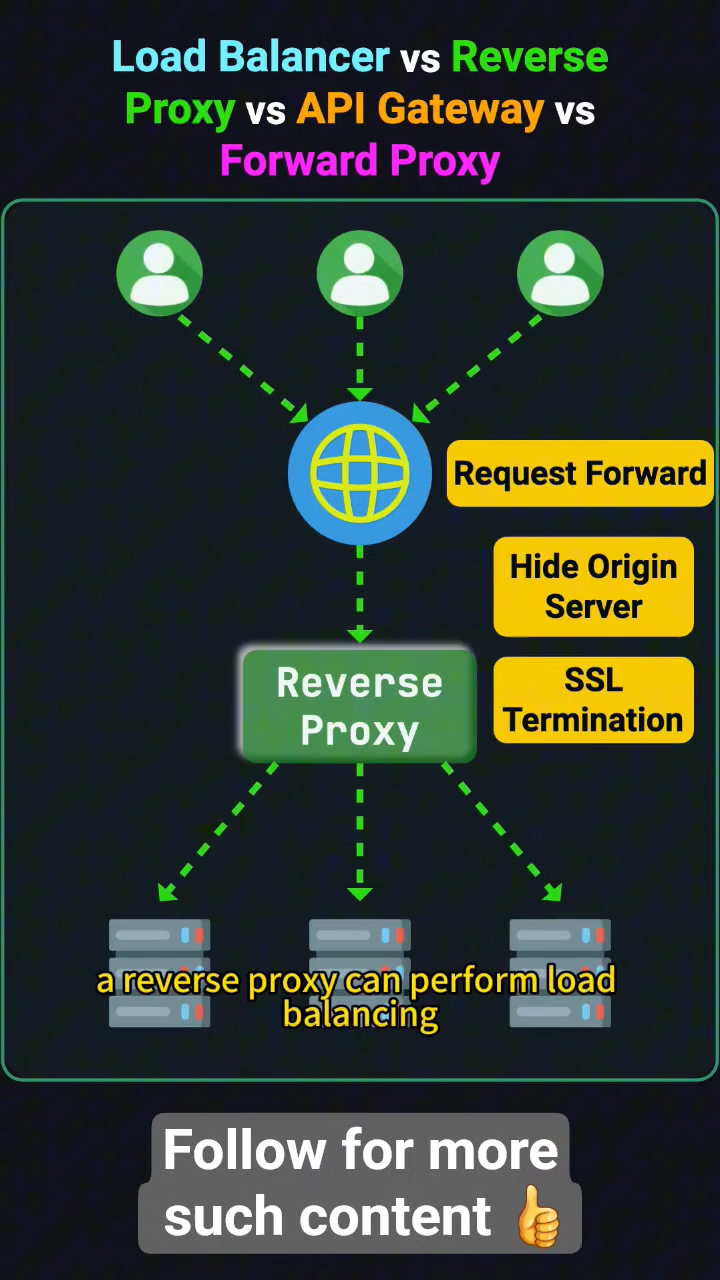 Load Balancer vs Reverse
Proxy vs API Gateway vs
Forward Proxy
Request Forward
Hide Origin
Server
SSL
Termination
Reverse
Proxy
a reverse proxy can perform load
balancing
Follow for more
such content 👍